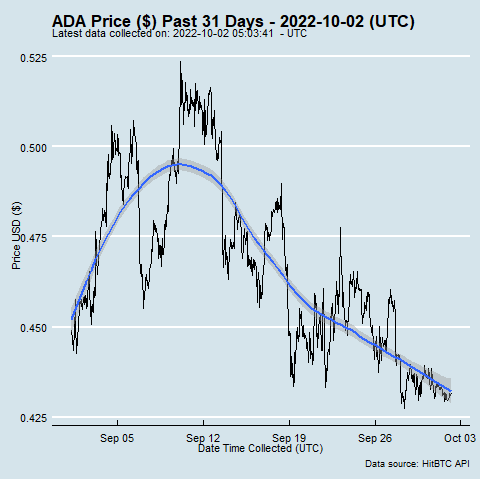 ADA Price ($) Past 31 Days - 2022-10-02 (UTC)
Latest data collected on: 2022-10-02 05:03:41 - UTC
0.525
0.500
0.475
0.450
0.425
Price USD ($)
Sep 05 Sep 12 Sep 19 Sep 26 Oct 03
Date Time Collected (UTC)
Data source: HitBTC API